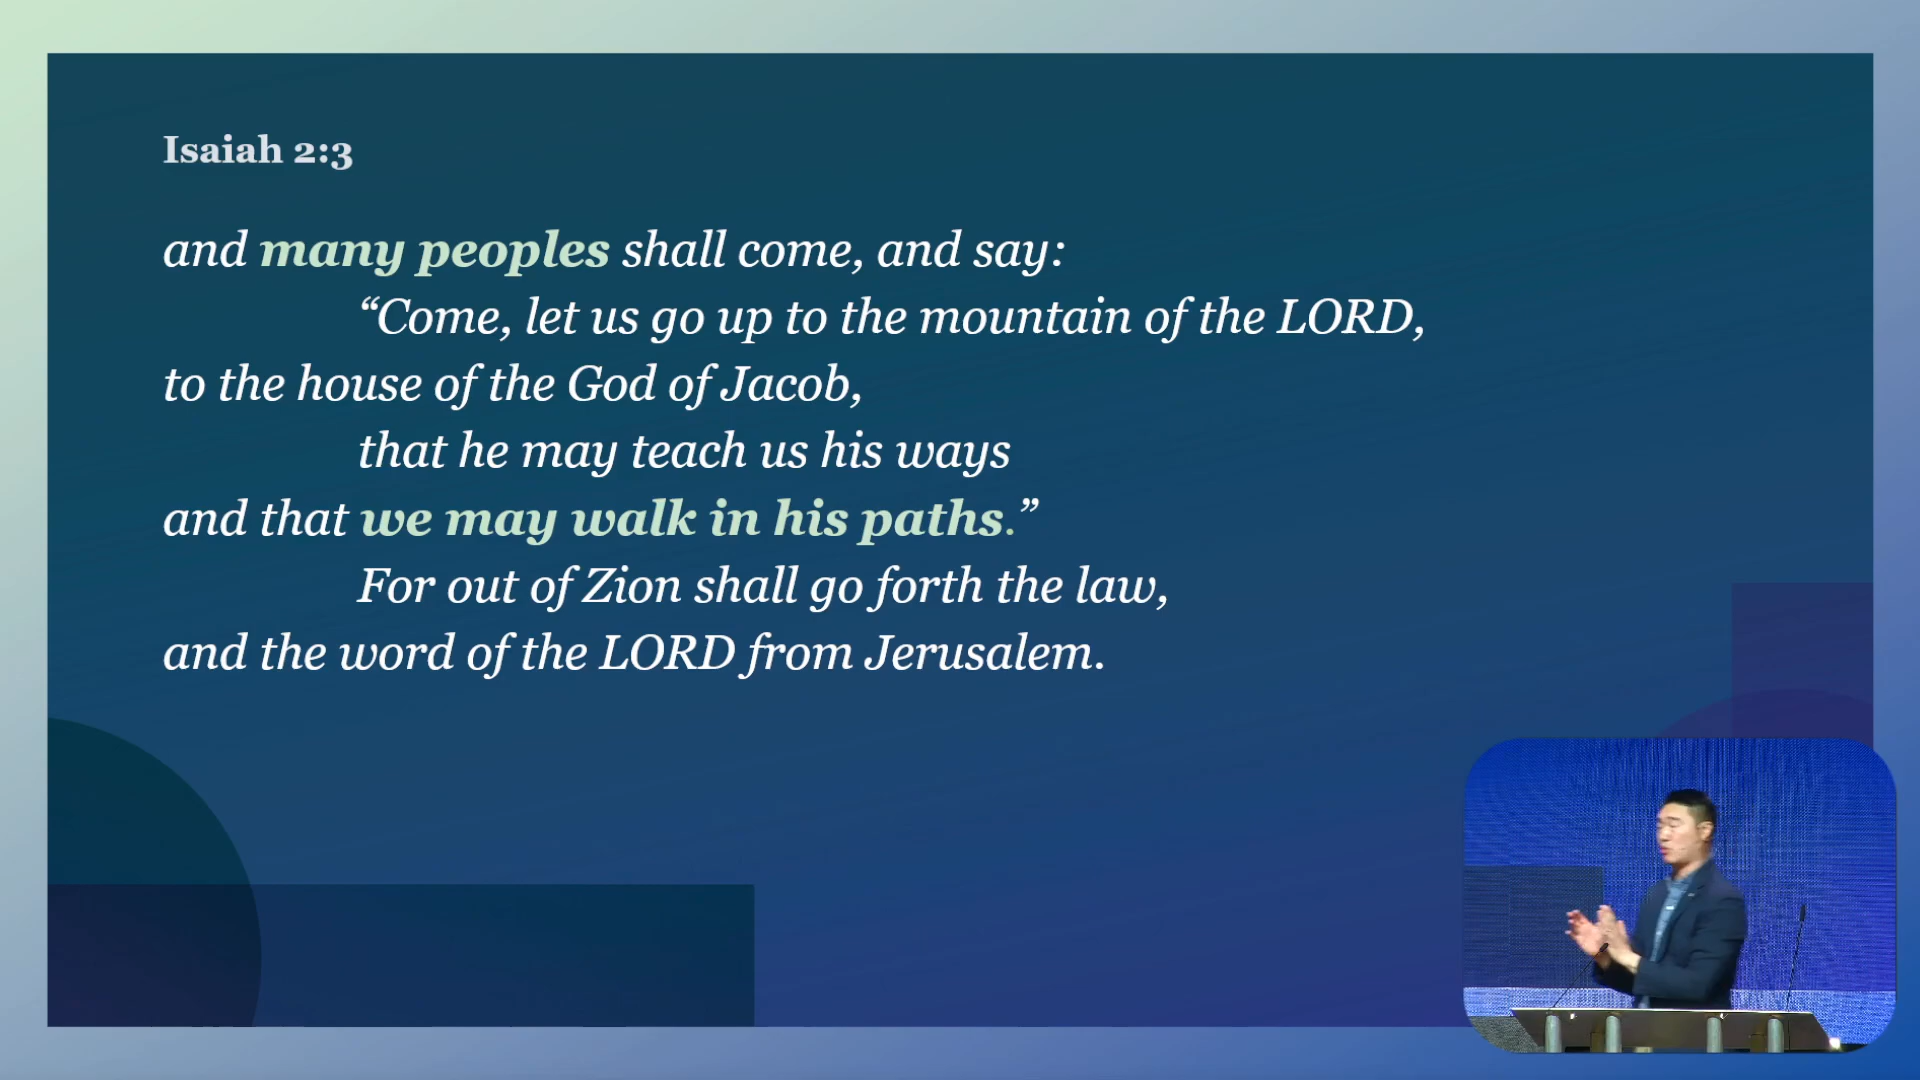 Isaiah 2:3
and many peoples shall come, and say:
“Come, let us go up to the mountain of the LORD,
to the house of the God of Jacob,
that he may teach us his ways
and that we may walk in his paths.”
For out of Zion shall go forth the law,
and the word of the LORD from Jerusalem.